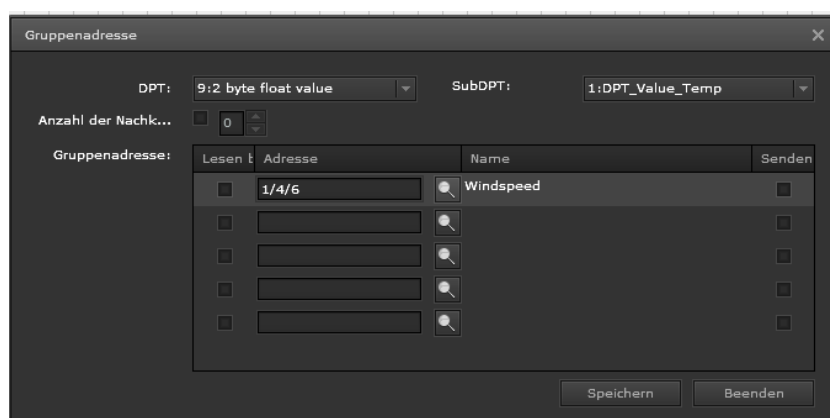 Gruppenadresse
DPT: 9:2 byte float value SubDPT: 1:DPT_Value_Temp
Anzahl der Nachk... 0
Gruppenadresse: Lesen b Adresse Name Senden
1/4/6 Windspeed
Speichern Beenden